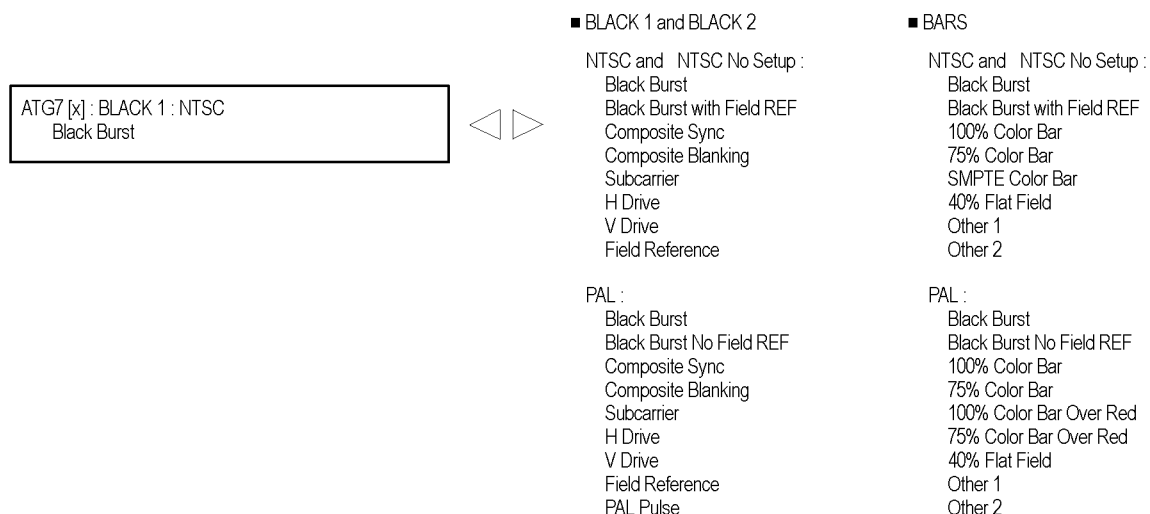 ATG7 [x] : BLACK 1 : NTSC
Black Burst
■ BLACK 1 and BLACK 2
NTSC and NTSC No Setup :
Black Burst
Black Burst with Field REF
Composite Sync
Composite Blanking
Subcarrier
H Drive
V Drive
Field Reference
PAL :
Black Burst
Black Burst No Field REF
Composite Sync
Composite Blanking
Subcarrier
H Drive
V Drive
Field Reference
PAL Pulse
■ BARS
NTSC and NTSC No Setup :
Black Burst
Black Burst with Field REF
100% Color Bar
75% Color Bar
SMPTE Color Bar
40% Flat Field
Other 1
Other 2
PAL :
Black Burst
Black Burst No Field REF
100% Color Bar
75% Color Bar
100% Color Bar Over Red
75% Color Bar Over Red
40% Flat Field
Other 1
Other 2